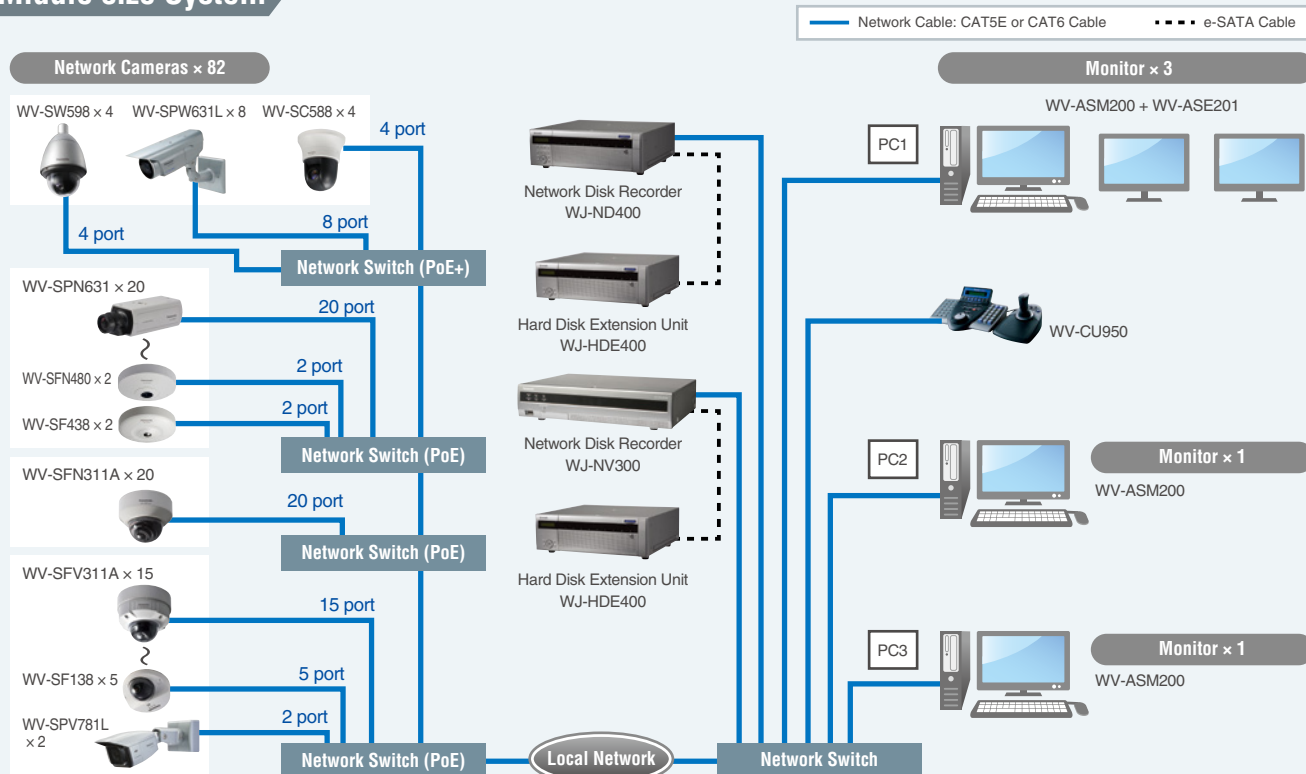 Middle size System
Network Cable: CAT5E or CAT6 Cable
e-SATA Cable
Network Cameras × 82
WV-SW598 × 4
WV-SPW631L × 8
WV-SC588 × 4
4 port
4 port
8 port
Network Switch (PoE+)
WV-SPN631 × 20
20 port
WV-SFN480 × 2
2 port
WV-SF438 × 2
2 port
Network Switch (PoE)
WV-SFN311A × 20
20 port
Network Switch (PoE)
WV-SFV311A × 15
15 port
WV-SF138 × 5
5 port
WV-SPV781L
× 2
2 port
Network Switch (PoE)
Local Network
Network Switch
Network Disk Recorder
WJ-ND400
Hard Disk Extension Unit
WJ-HDE400
Network Disk Recorder
WJ-NV300
Hard Disk Extension Unit
WJ-HDE400
Monitor × 3
WV-ASM200 + WV-ASE201
PC1
WV-CU950
PC2
Monitor × 1
WV-ASM200
PC3
Monitor × 1
WV-ASM200